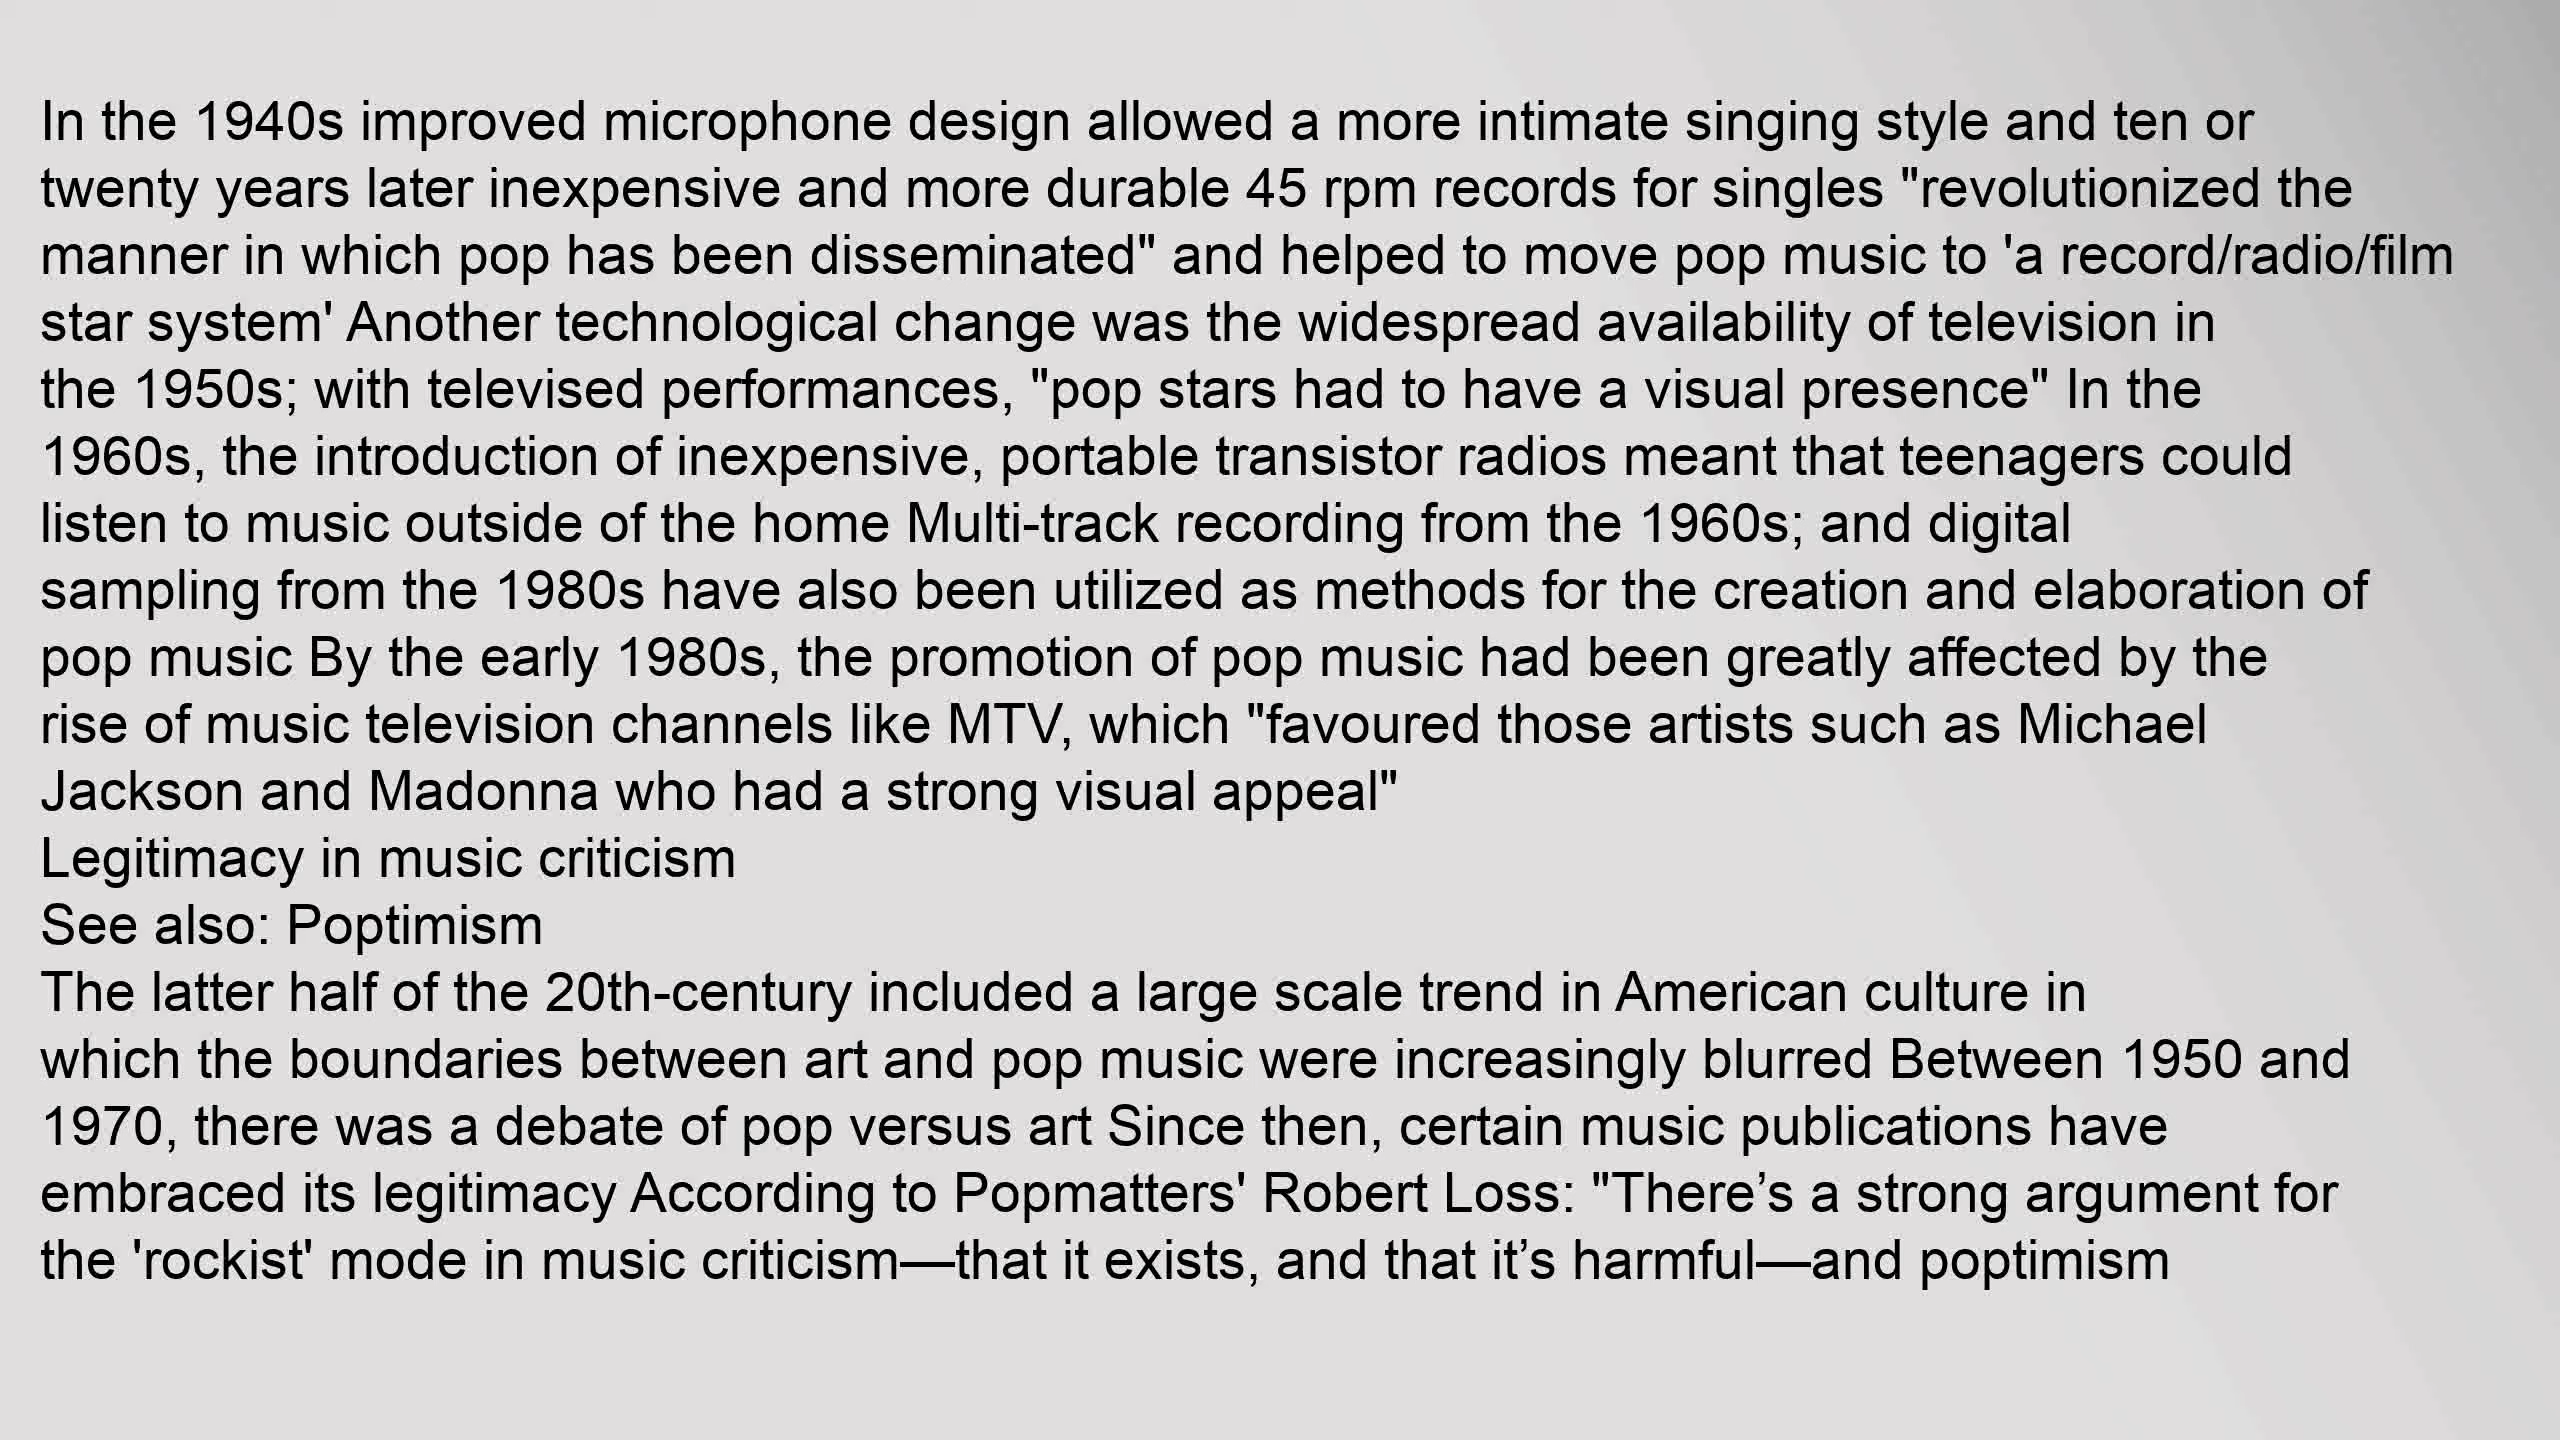 In the 1940s improved microphone design allowed a more intimate singing style and ten or
twenty years later inexpensive and more durable 45 rpm records for singles "revolutionized the
manner in which pop has been disseminated" and helped to move pop music to 'a record/radio/film
star system' Another technological change was the widespread availability of television in
the 1950s; with televised performances, "pop stars had to have a visual presence" In the
1960s, the introduction of inexpensive, portable transistor radios meant that teenagers could
listen to music outside of the home Multi-track recording from the 1960s; and digital
sampling from the 1980s have also been utilized as methods for the creation and elaboration of
pop music By the early 1980s, the promotion of pop music had been greatly affected by the
rise of music television channels like MTV, which "favoured those artists such as Michael
Jackson and Madonna who had a strong visual appeal"
Legitimacy in music criticism
See also: Poptimism
The latter half of the 20th-century included a large scale trend in American culture in
which the boundaries between art and pop music were increasingly blurred Between 1950 and
1970, there was a debate of pop versus art Since then, certain music publications have
embraced its legitimacy According to Popmatters' Robert Loss: "There’s a strong argument for
the 'rockist' mode in music criticism—that it exists, and that it’s harmful—and poptimism